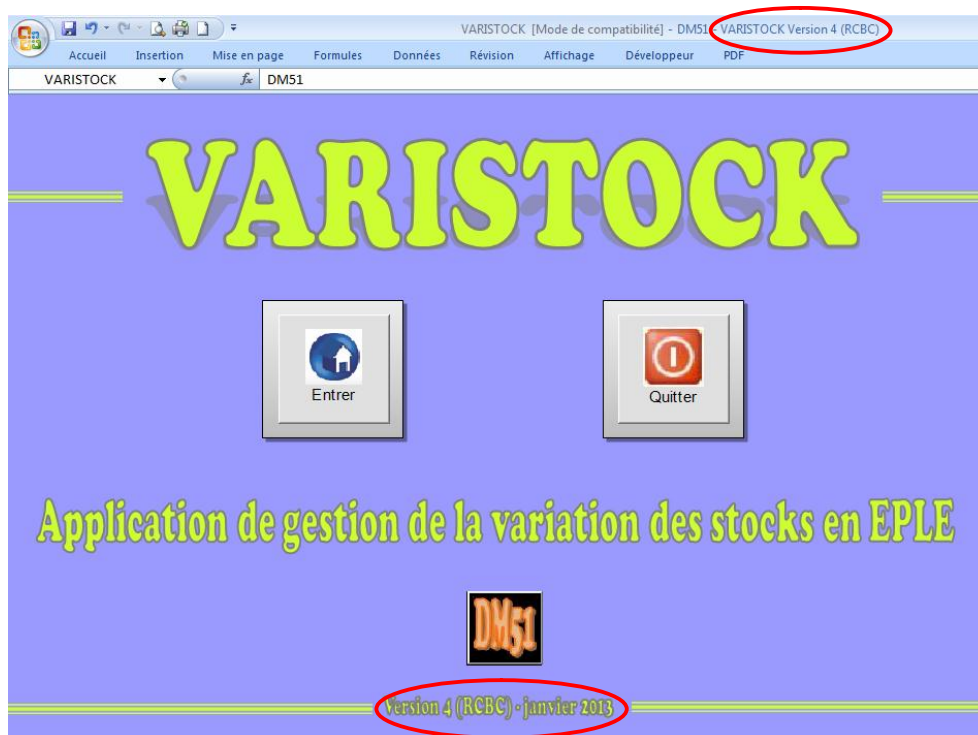 VARISTOCK [Mode de compatibilité] - DM51 - VARISTOCK Version 4 (RCBC)
Accueil Insertion Mise en page Formules Données Révision Affichage Développeur PDF
VARISTOCK fx DM51
VARISTOCK
Entrer Quitter
Application de gestion de la variation des stocks en EPLE
DM51
Version 4 (RCBC) - janvier 2013